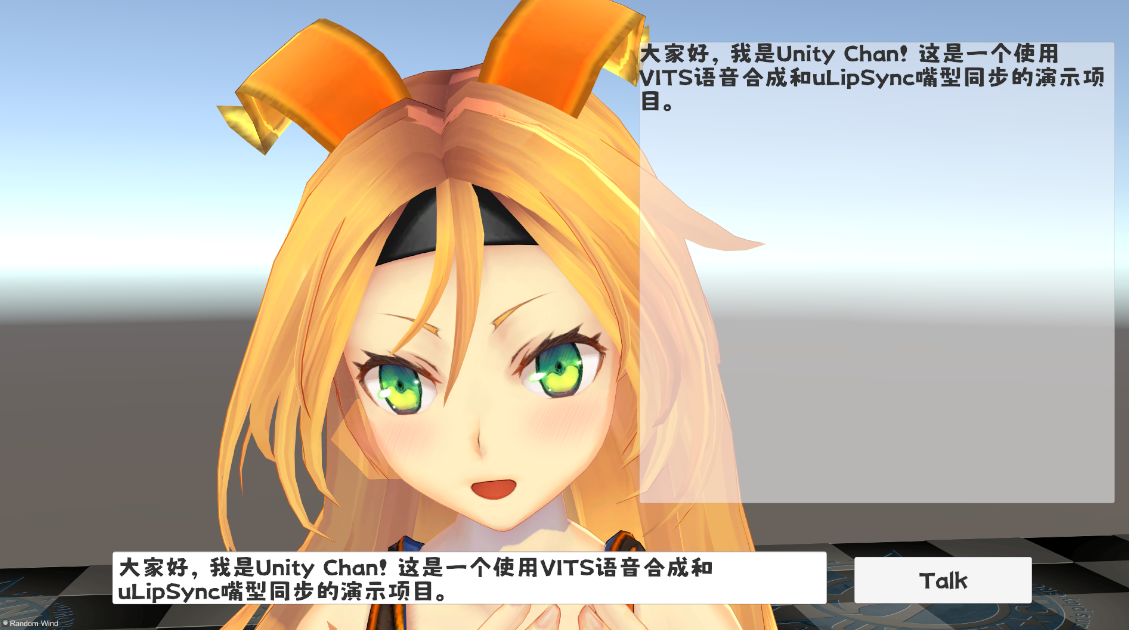 大家好，我是Unity Chan! 这是一个使用
VITS语音合成和uLipSync嘴型同步的演示项
目。
大家好，我是Unity Chan! 这是一个使用VITS语音合成和
uLipSync嘴型同步的演示项目。
Talk
Random Wind